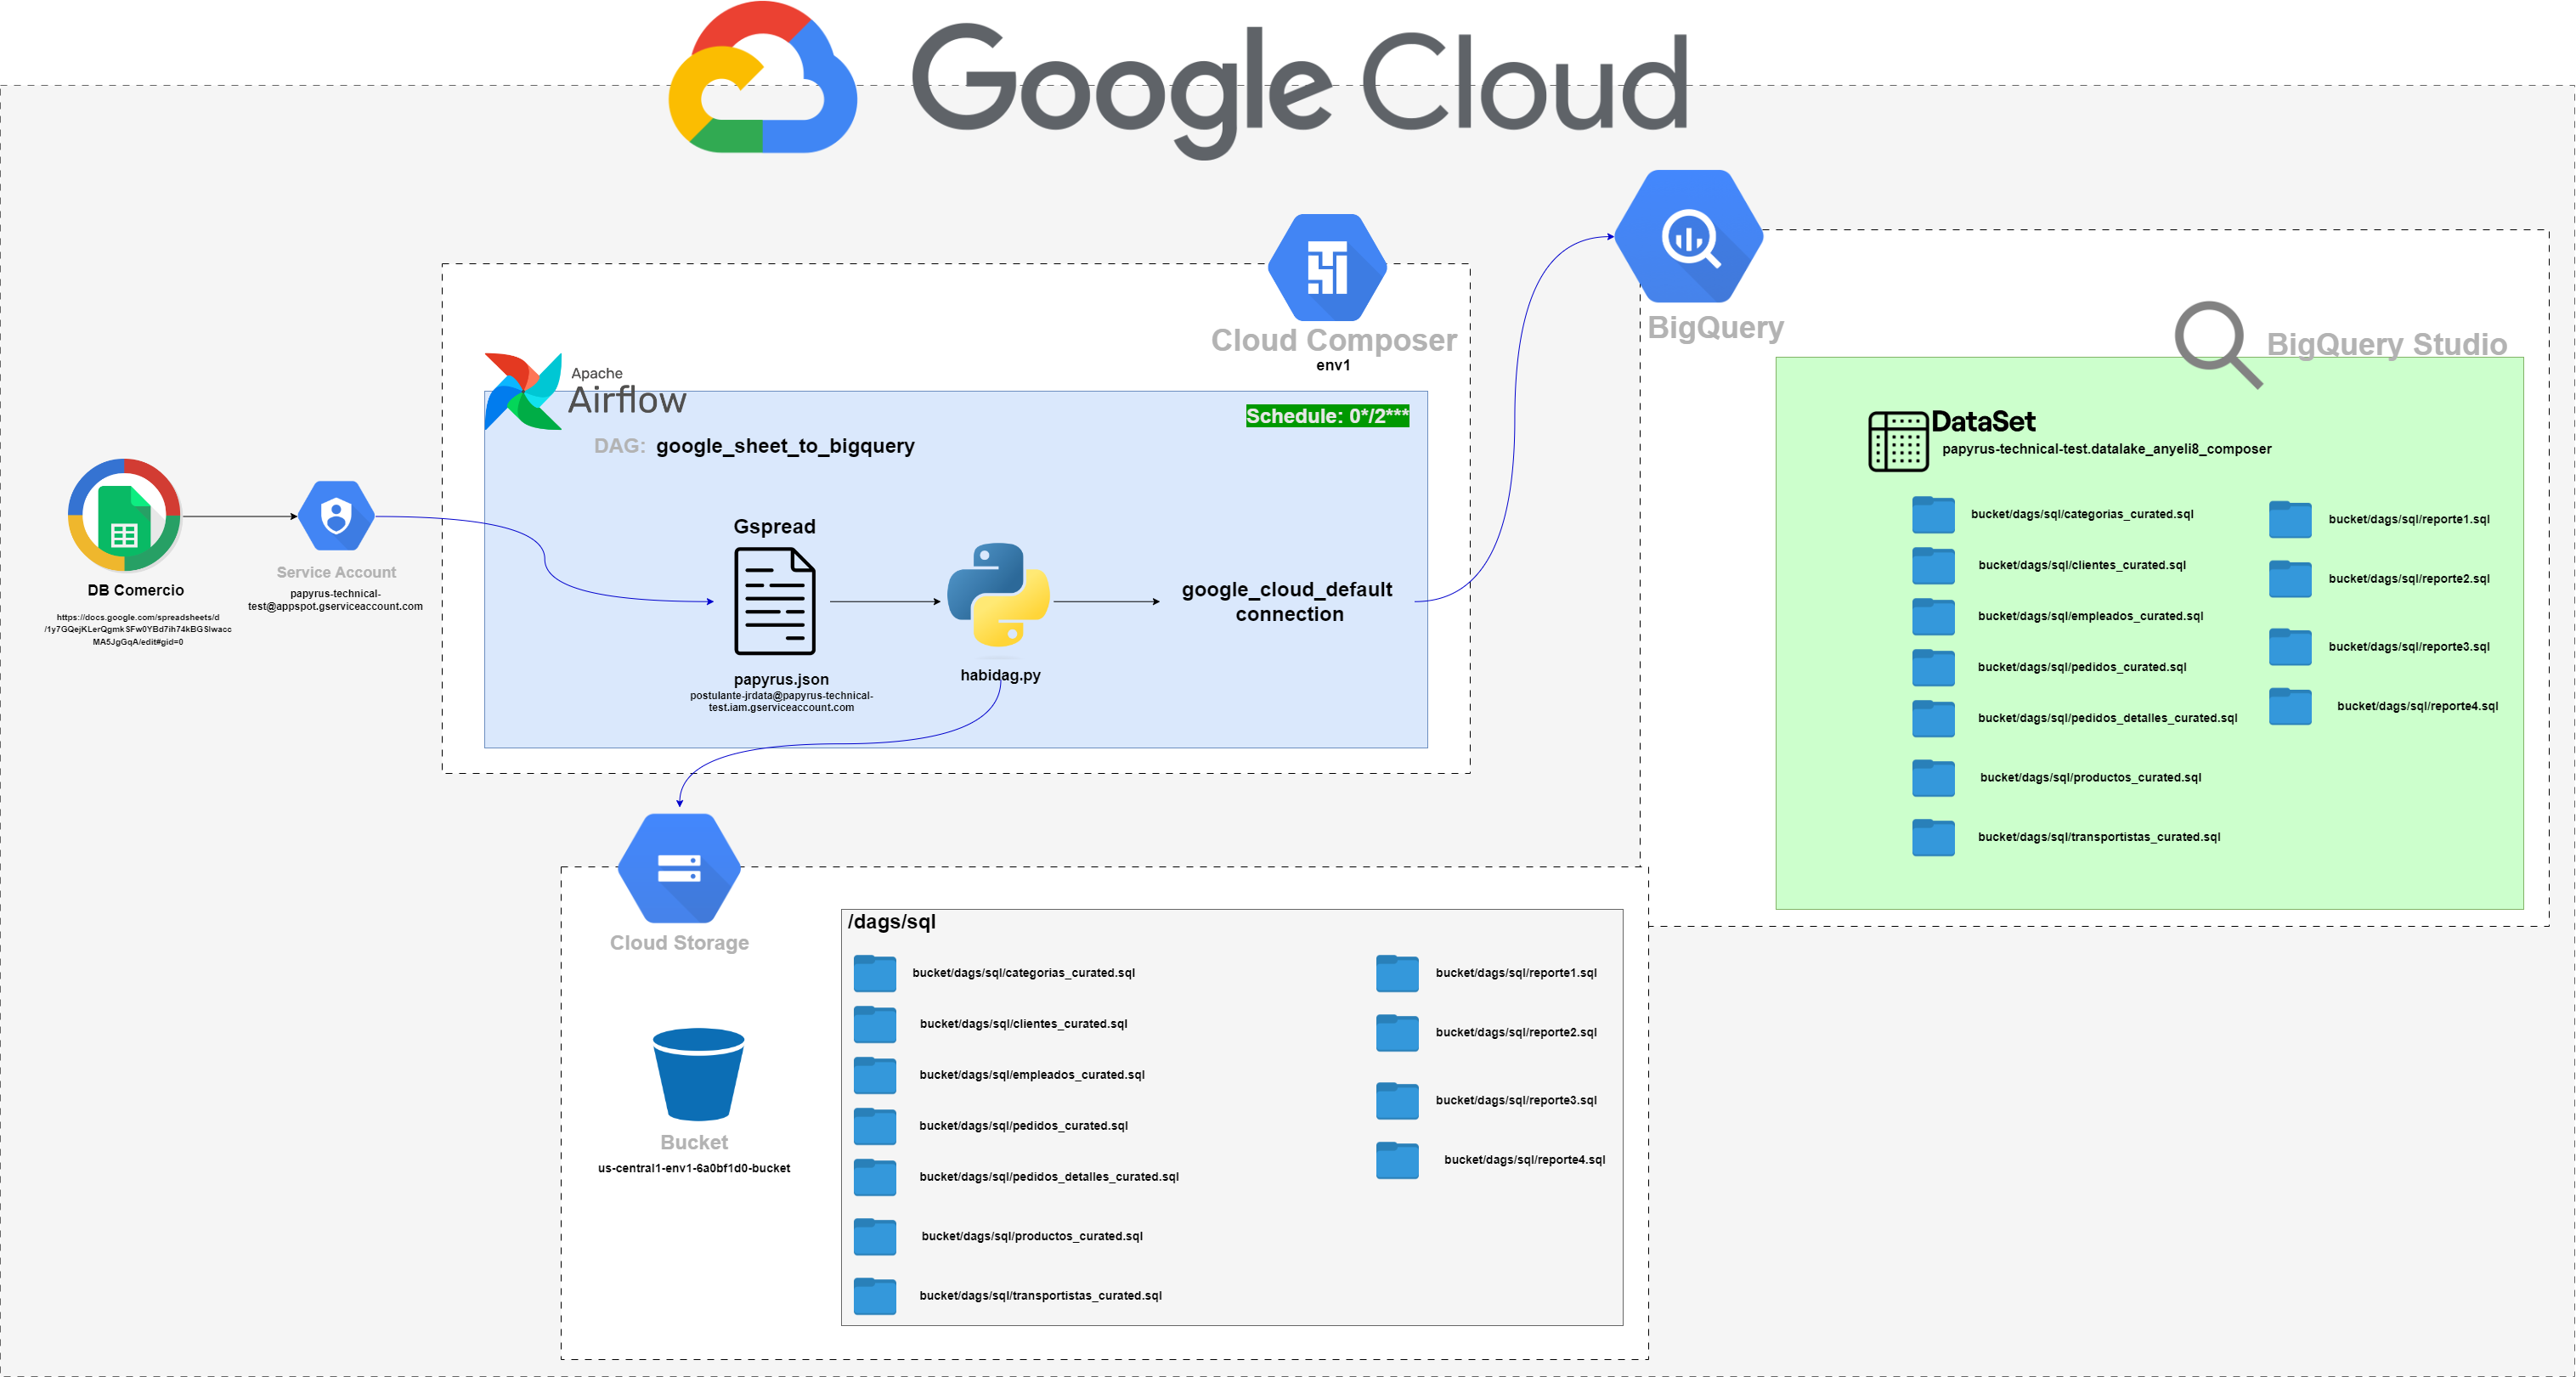 Google Cloud
Cloud Composer
env1
Apache
Airflow
Schedule: 0*/2***
DAG: google_sheet_to_bigquery
DB Comercio
https://docs.google.com/spreadsheets/d
Service Account
papyrus-technical-
test@appspot.gserviceaccount.com
Gspread
papyrus.json
postulante-jrdata@papyrus-technical-
test.iam.gserviceaccount.com
habidag.py
google_cloud_default
connection
BigQuery
BigQuery Studio
DataSet
papyrus-technical-test.datalake_anyeli8_composer
bucket/dags/sql/categorias_curated.sql
bucket/dags/sql/clientes_curated.sql
bucket/dags/sql/empleados_curated.sql
bucket/dags/sql/pedidos_curated.sql
bucket/dags/sql/pedidos_detalles_curated.sql
bucket/dags/sql/productos_curated.sql
bucket/dags/sql/transportistas_curated.sql
bucket/dags/sql/reporte1.sql
bucket/dags/sql/reporte2.sql
bucket/dags/sql/reporte3.sql
bucket/dags/sql/reporte4.sql
Cloud Storage
Bucket
us-central1-env1-6a0bf1d0-bucket
/dags/sql
bucket/dags/sql/categorias_curated.sql
bucket/dags/sql/clientes_curated.sql
bucket/dags/sql/empleados_curated.sql
bucket/dags/sql/pedidos_curated.sql
bucket/dags/sql/pedidos_detalles_curated.sql
bucket/dags/sql/productos_curated.sql
bucket/dags/sql/transportistas_curated.sql
bucket/dags/sql/reporte1.sql
bucket/dags/sql/reporte2.sql
bucket/dags/sql/reporte3.sql
bucket/dags/sql/reporte4.sql